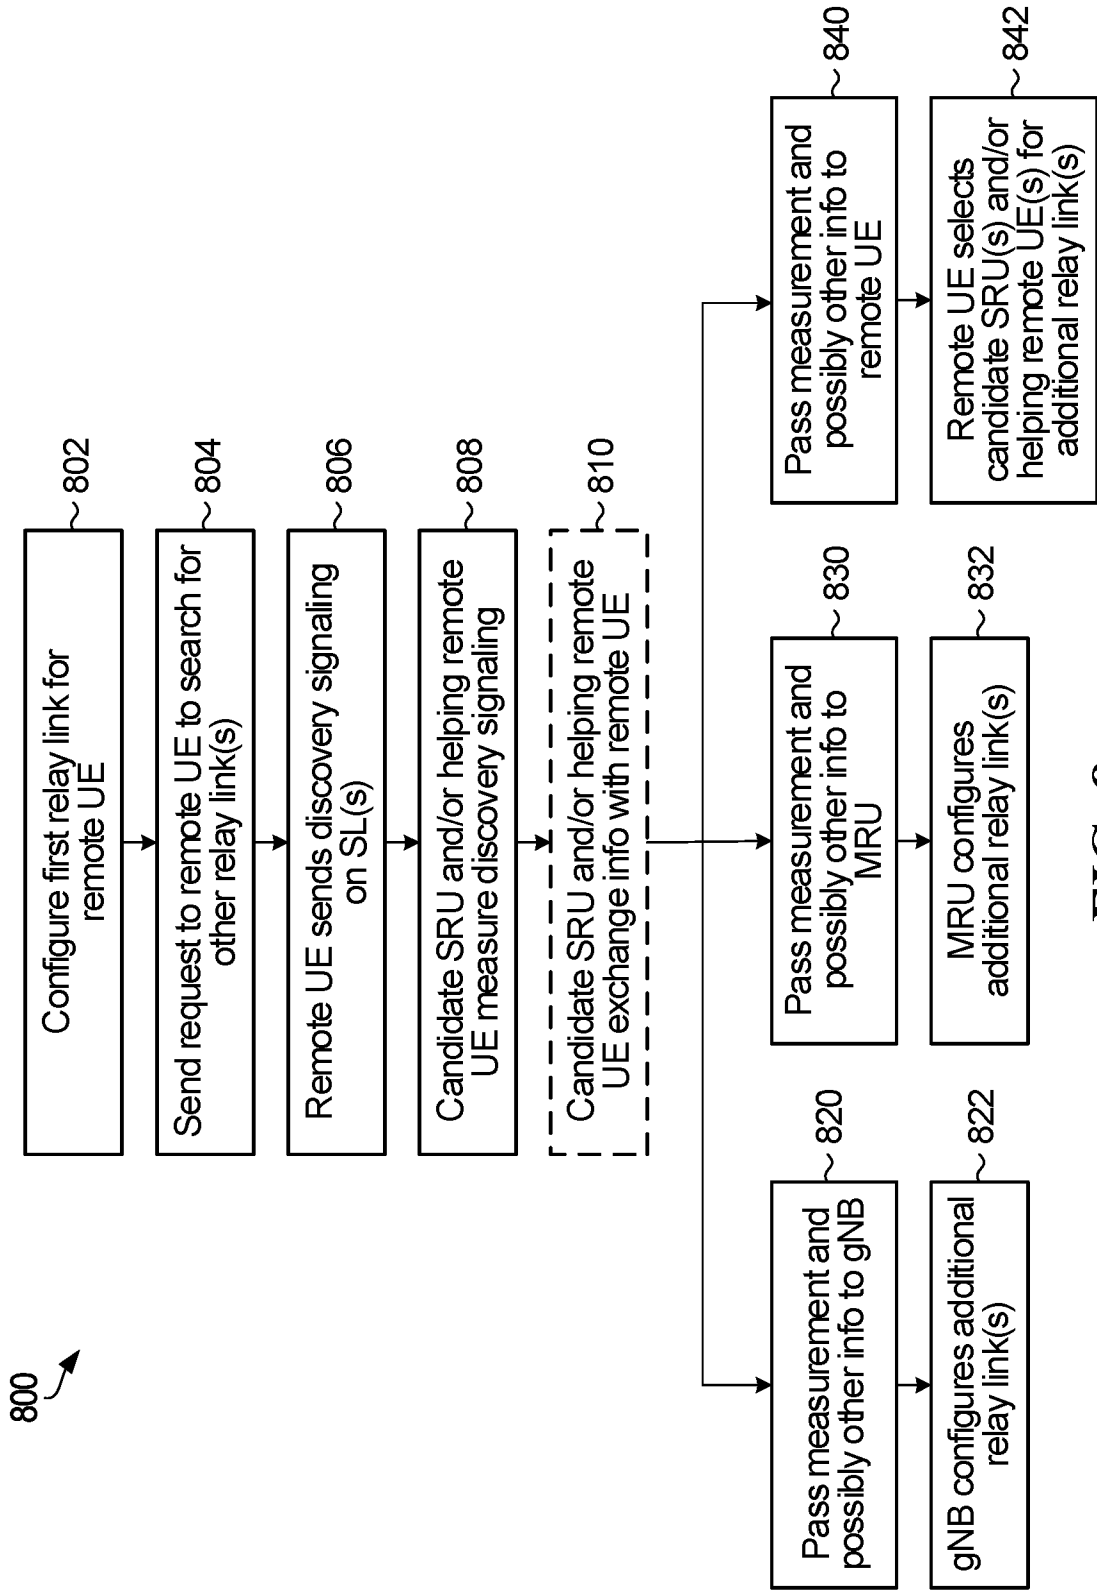 800
Configure first relay link for
remote UE
802
Send request to remote UE to search for
other relay link(s)
804
Remote UE sends discovery signaling
on SL(s)
806
Candidate SRU and/or helping remote
UE measure discovery signaling
808
Candidate SRU and/or helping remote
UE exchange info with remote UE
810
Pass measurement and
possibly other info to gNB
820
gNB configures additional
relay link(s)
822
Pass measurement and
possibly other info to
MRU
830
MRU configures
additional relay link(s)
832
Pass measurement and
possibly other info to
remote UE
840
Remote UE selects
candidate SRU(s) and/or
helping remote UE(s) for
additional relay link(s)
842